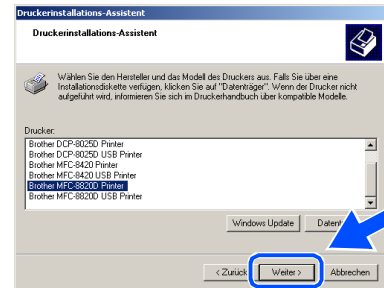 Druckerinstallations-Assistent
Druckerinstallations-Assistent
Wählen Sie den Hersteller und das Modell des Druckers aus. Falls Sie über eine
Installationsdiskette verfügen, klicken Sie auf "Datenträger". Wenn der Drucker nicht
aufgeführt wird, informieren Sie sich im Druckerhandbuch über kompatible Modelle.
Drucker:
Brother DCP-8025D Printer
Brother DCP-8025D USB Printer
Brother MFC-8420 Printer
Brother MFC-8420 USB Printer
Brother MFC-8820D Printer
Brother MFC-8820D USB Printer
Windows Update
< Zurück Weiter > Abbrechen